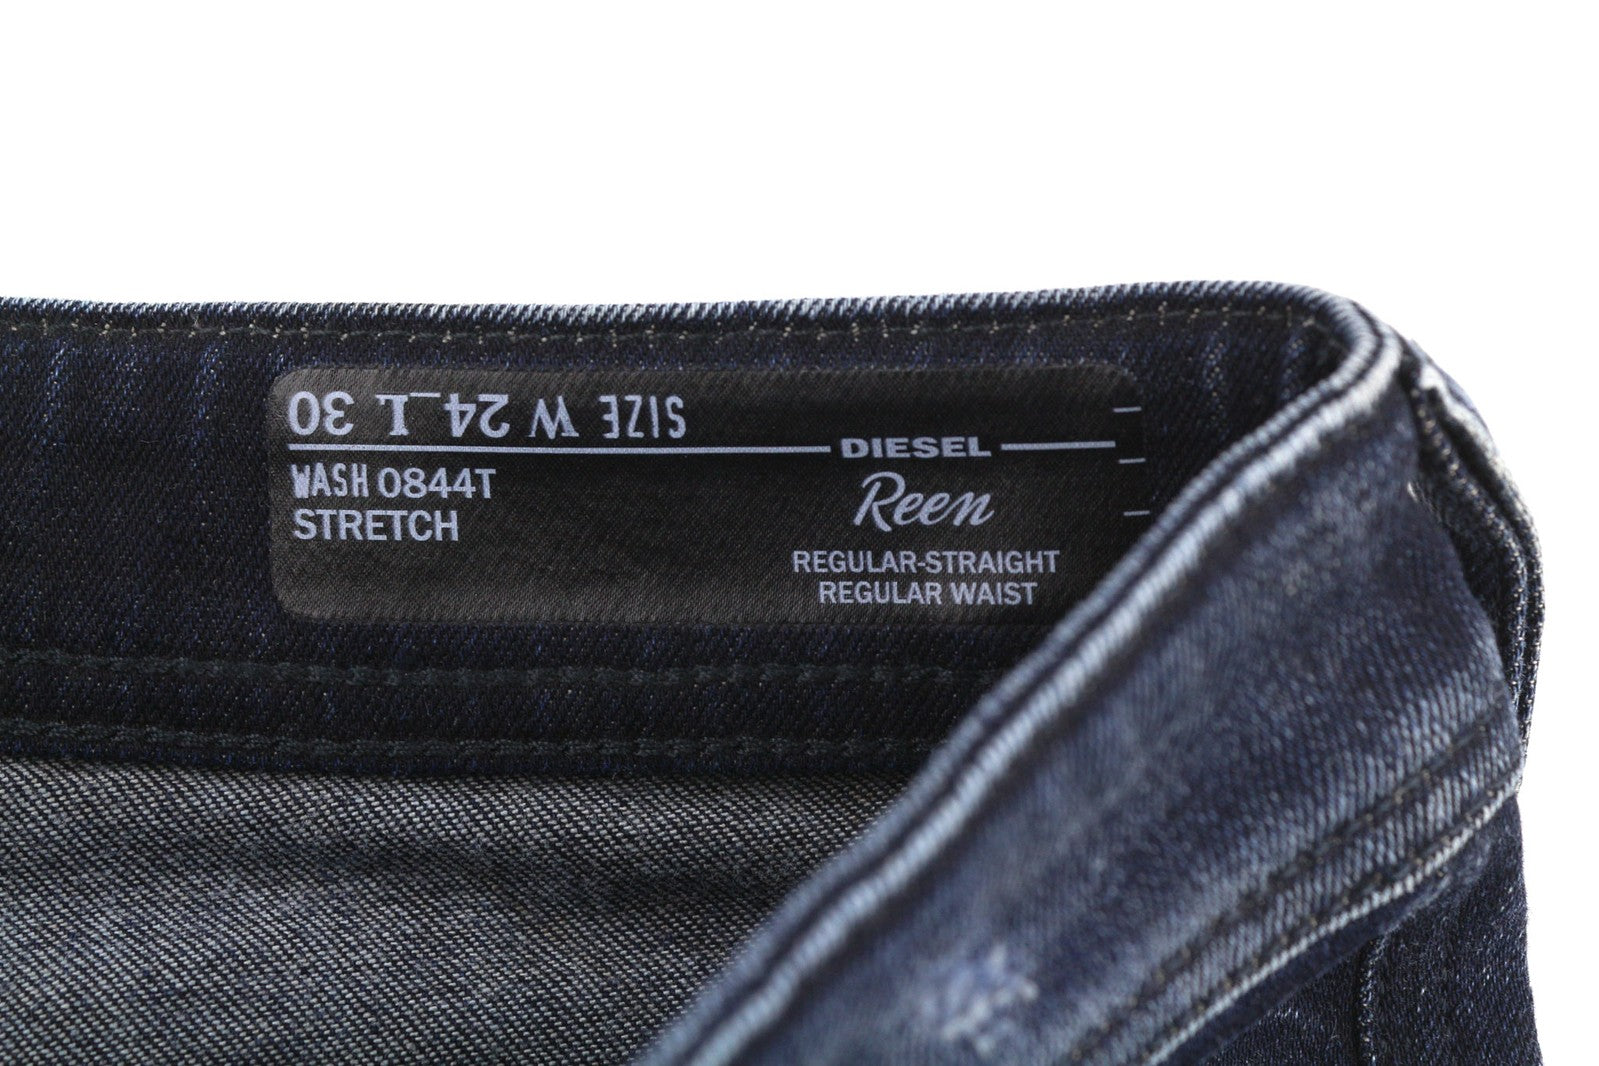 SIZE W 24_L 30
DIESEL
Reen
REGULAR-STRAIGHT
REGULAR WAIST
WASH 0844T
STRETCH